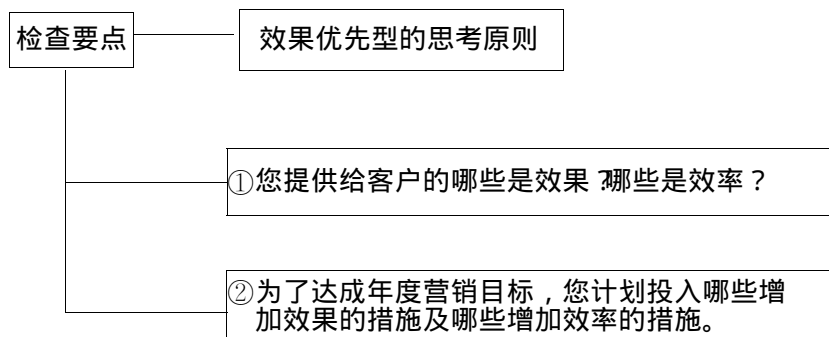 检查要点
效果优先型的思考原则
①您提供给客户的哪些是效果？哪些是效率？
②为了达成年度营销目标，您计划投入哪些增
加效果的措施及哪些增加效率的措施。